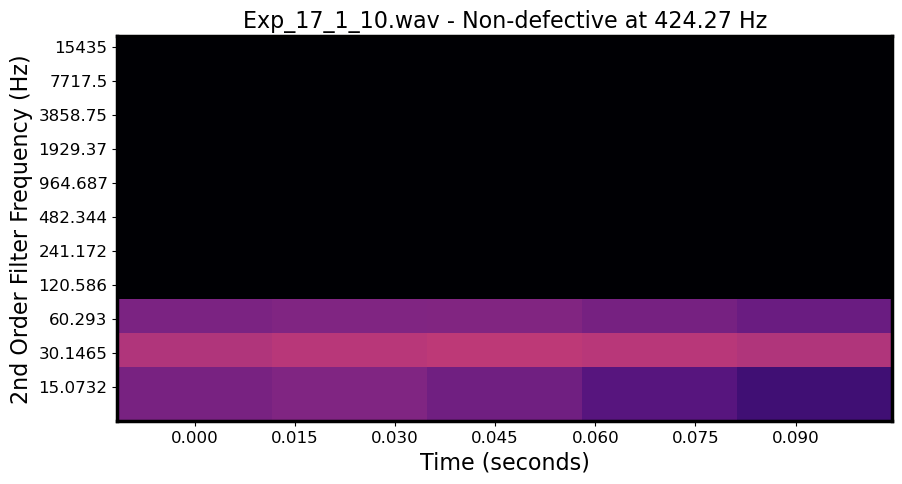 Exp_17_1_10.wav - Non-defective at 424.27 Hz
2nd Order Filter Frequency (Hz)
15435
7717.5
3858.75
1929.37
964.687
482.344
241.172
120.586
60.293
30.1465
15.0732
0.000 0.015 0.030 0.045 0.060 0.075 0.090
Time (seconds)